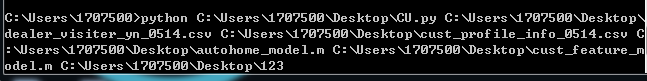 C:\Users\1707500>python C:\Users\1707500\Desktop\CU.py C:\Users\1707500\Desktop\
dealer_visiter_yn_0514.csv C:\Users\1707500\Desktop\cust_profile_info_0514.csv C
:\Users\1707500\Desktop\autohome_model.m C:\Users\1707500\Desktop\cust_feature_m
odel.m C:\Users\1707500\Desktop\123